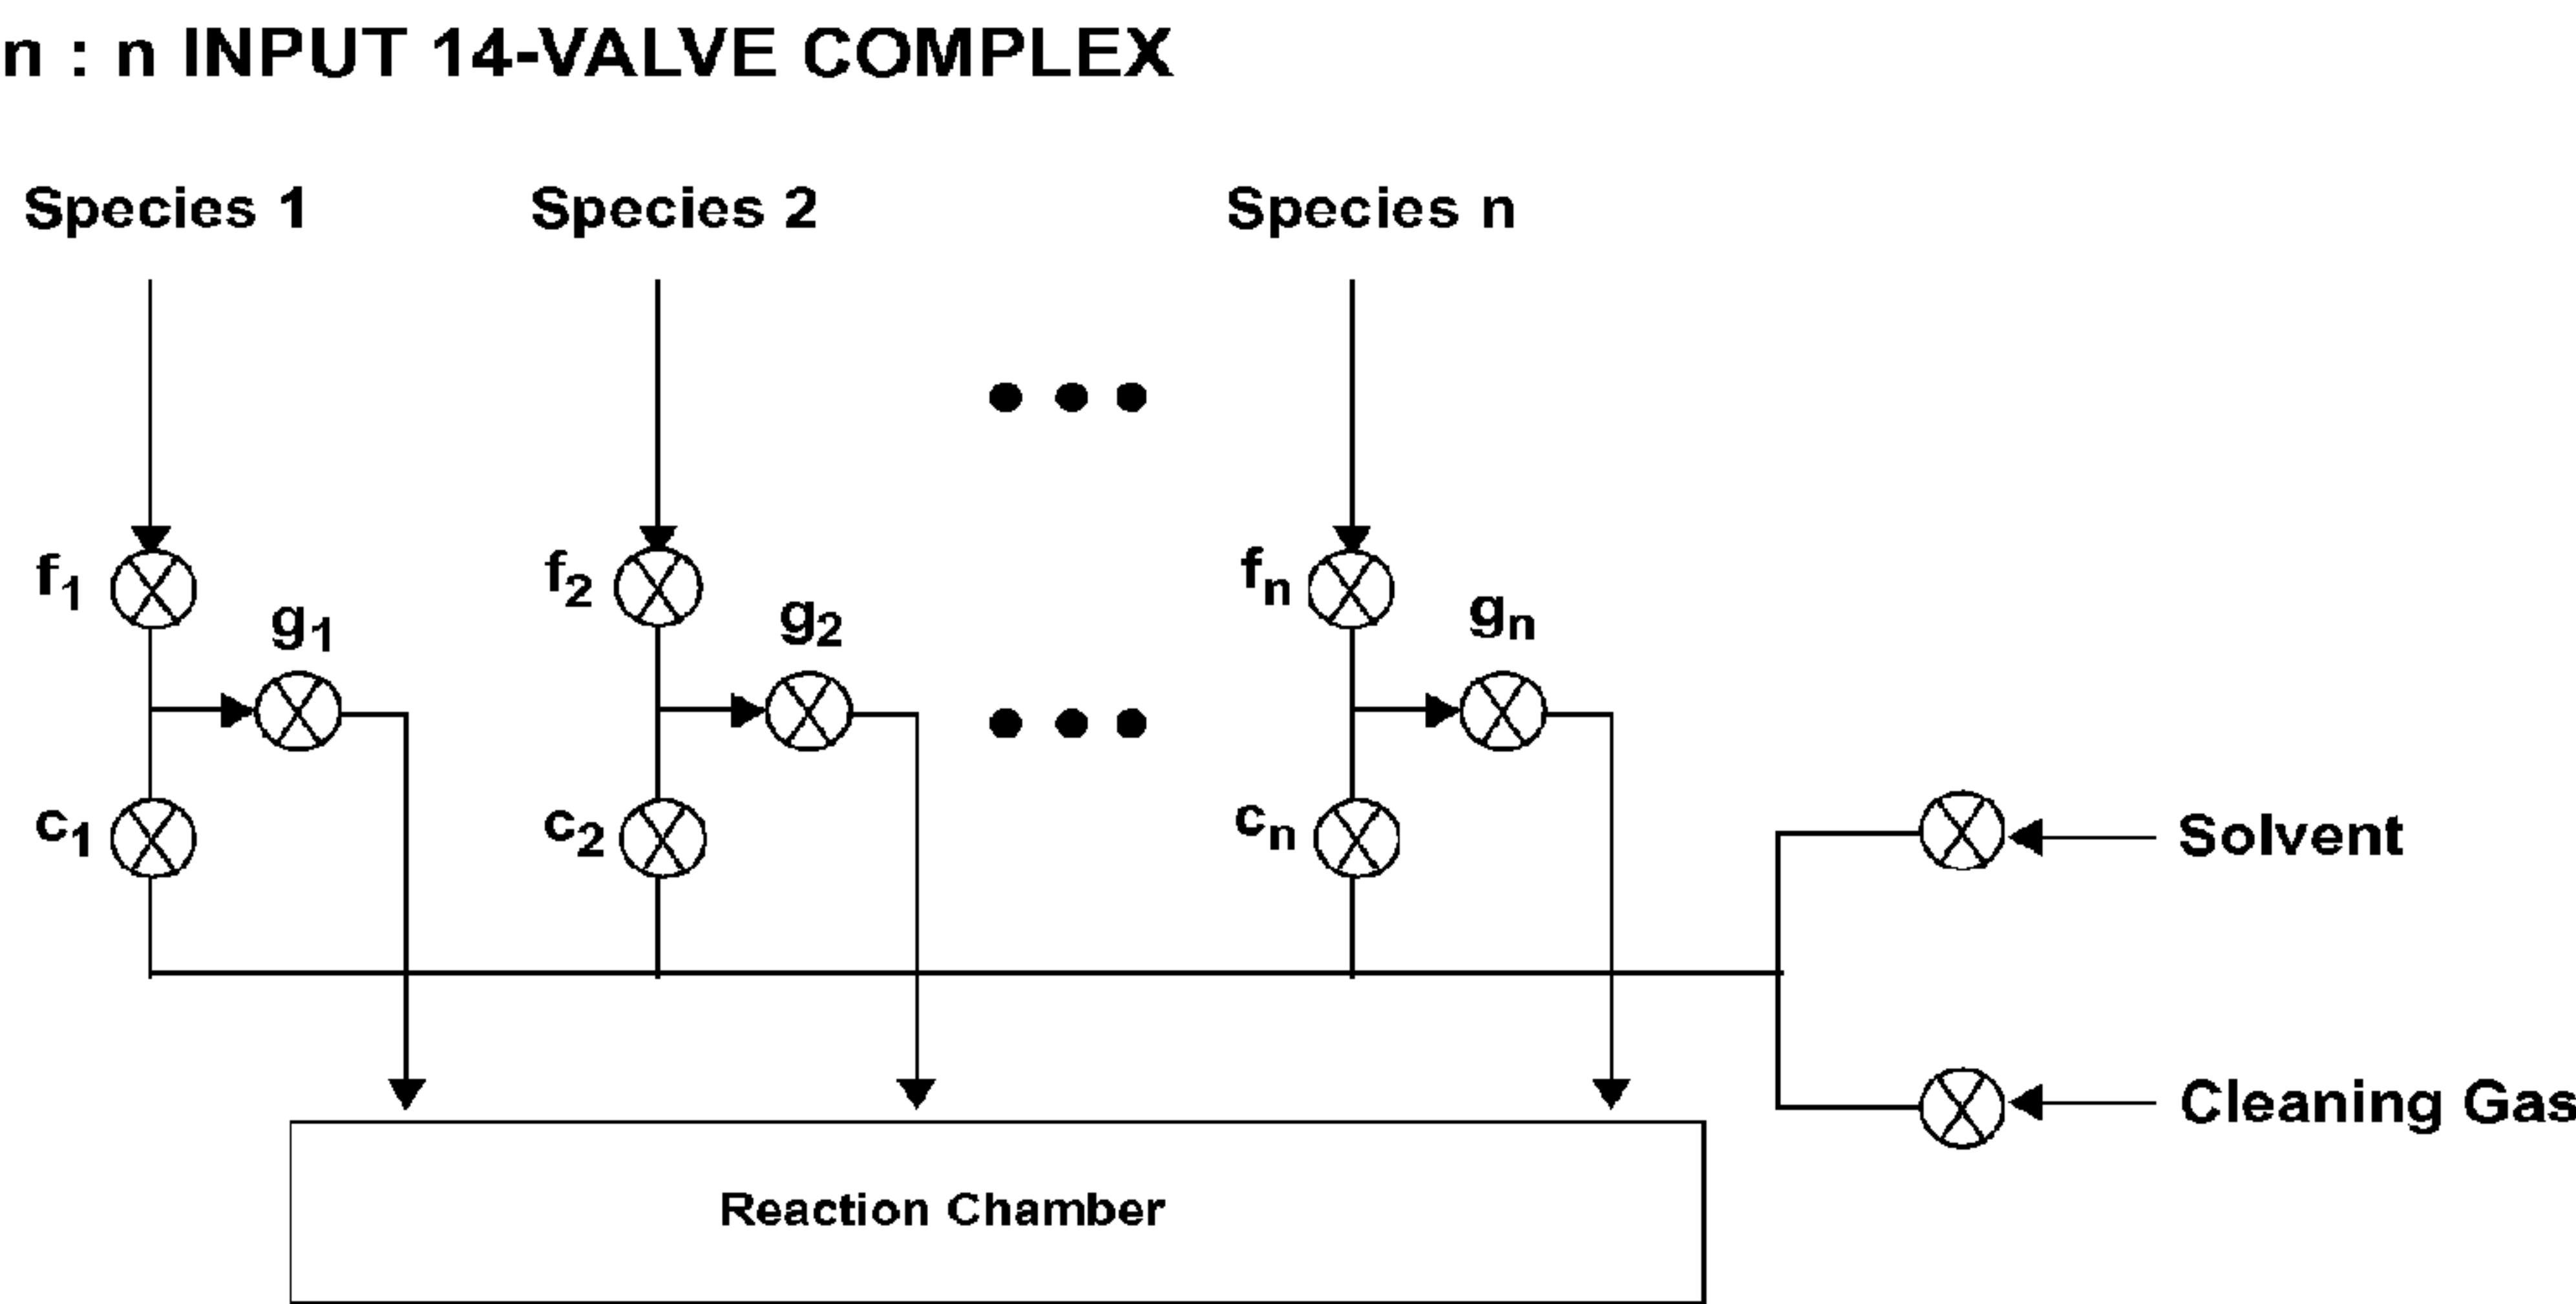 n : n INPUT 14-VALVE COMPLEX
Species 1
Species 2
Species n
f1
f2
fn
g1
g2
gn
c1
c2
cn
Solvent
Cleaning Gas
Reaction Chamber